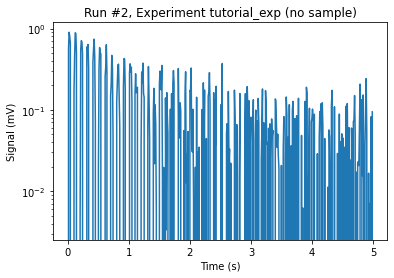 Run #2, Experiment tutorial_exp (no sample)
Signal (mV)
10⁰
10⁻¹
10⁻²
0 1 2 3 4 5
Time (s)